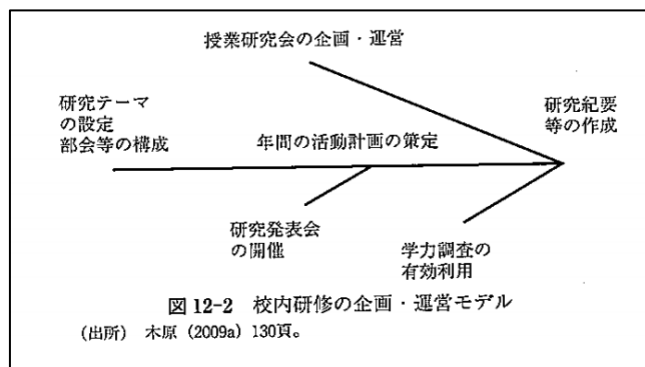 授業研究会の企画・運営
研究テーマ
の設定
部会等の構成
年間の活動計画の策定
研究紀要
等の作成
研究発表会
の開催
学力調査の
有効利用
図 12-2 校内研修の企画・運営モデル
(出所) 木原 (2009a) 130頁。